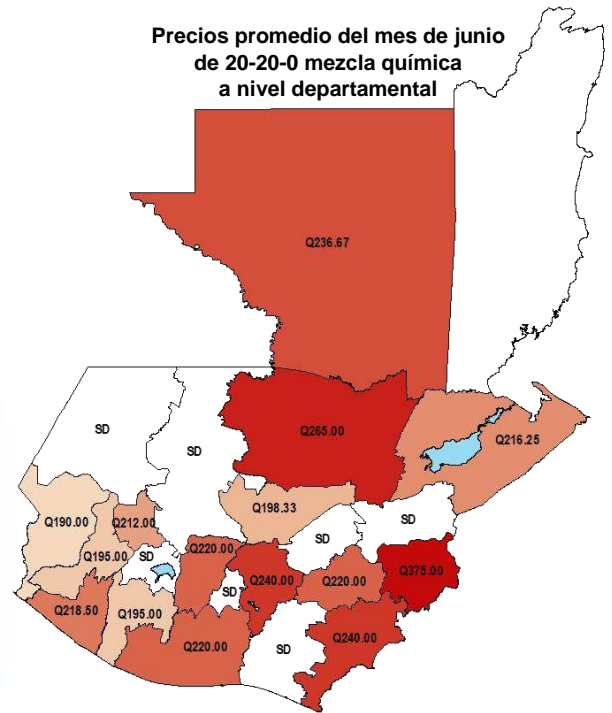 Precios promedio del mes de junio
de 20-20-0 mezcla química
a nivel departamental
Q236.67
SD
SD
Q265.00
Q216.25
Q190.00
Q212.00
Q198.33
SD
SD
Q195.00
SD
Q220.00
Q240.00
Q220.00
Q375.00
SD
Q218.50
Q195.00
Q220.00
SD
Q240.00